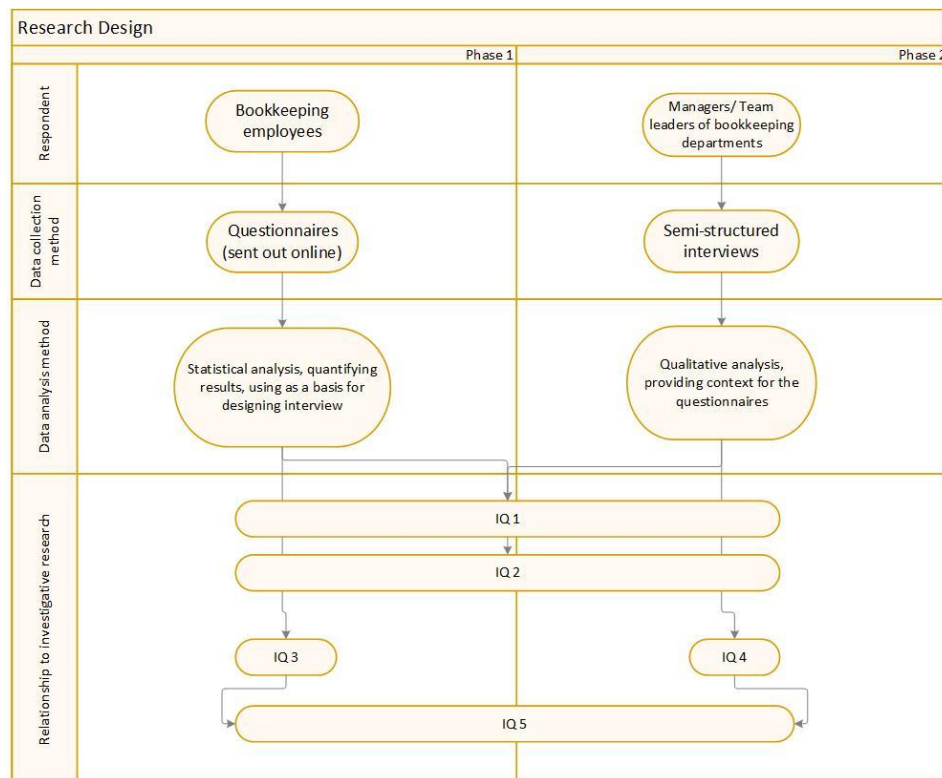 Research Design
Phase 1
Phase 2
Respondent
Bookkeeping
employees
Managers/ Team
leaders of bookkeeping
departments
Data collection
method
Questionnaires
(sent out online)
Semi-structured
interviews
Data analysis method
Statistical analysis, quantifying
results, using as a basis for
designing interview
Qualitative analysis,
providing context for the
questionnaires
Relationship to investigative research
IQ 1
IQ 2
IQ 3
IQ 4
IQ 5